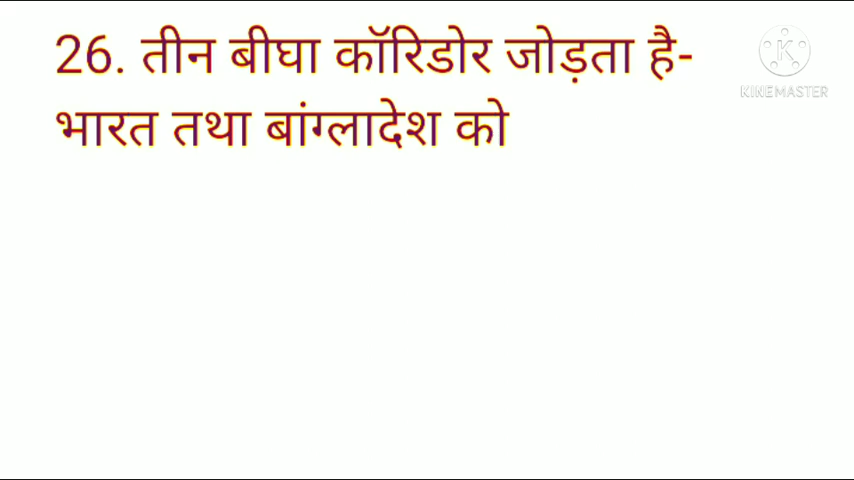 26. तीन बीघा कॉरिडोर जोड़ता है-
भारत तथा बांग्लादेश को
K
KINEMASTER